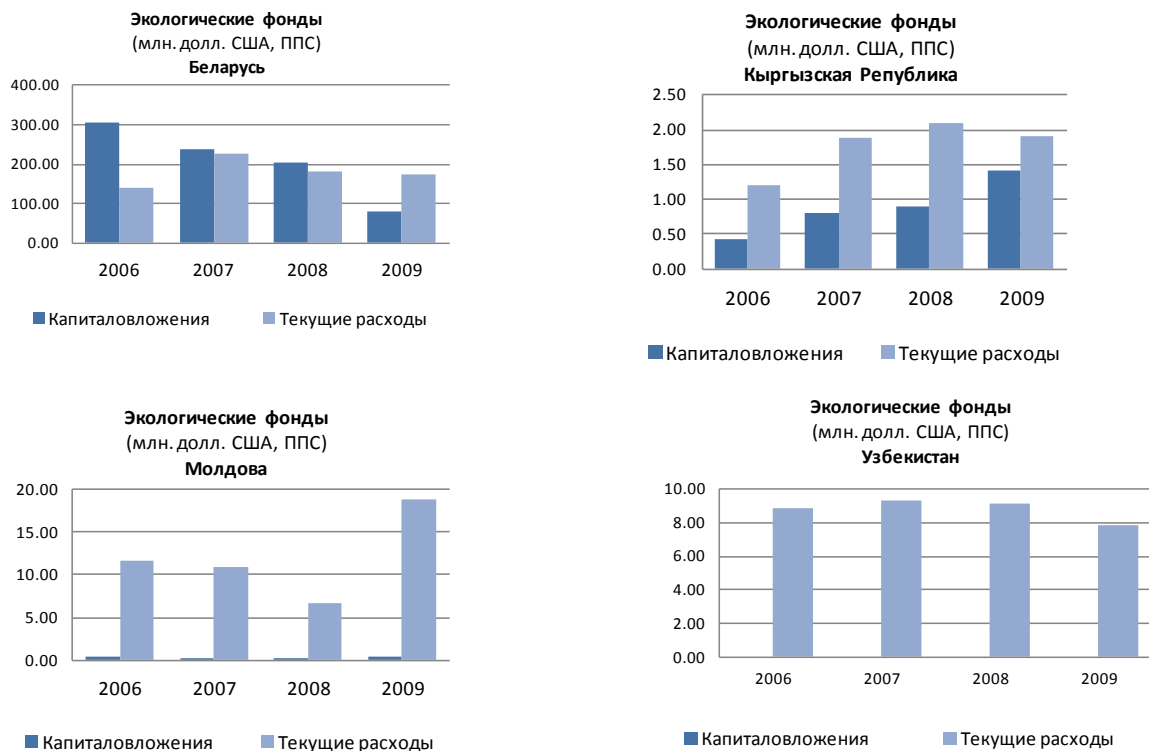 Экологические фонды
(млн. долл. США, ППС)
Беларусь
400.00
300.00
200.00
100.00
0.00
2006 2007 2008 2009
Капиталовложения Текущие расходы
Экологические фонды
(млн. долл. США, ППС)
Кыргызская Република
2.50
2.00
1.50
1.00
0.50
0.00
2006 2007 2008 2009
Капиталовложения Текущие расходы
Экологические фонды
(млн. долл. США, ППС)
Молдова
20.00
15.00
10.00
5.00
0.00
2006 2007 2008 2009
Капиталовложения Текущие расходы
Экологические фонды
(млн. долл. США, ППС)
Узбекистан
10.00
8.00
6.00
4.00
2.00
0.00
2006 2007 2008 2009
Капиталовложения Текущие расходы